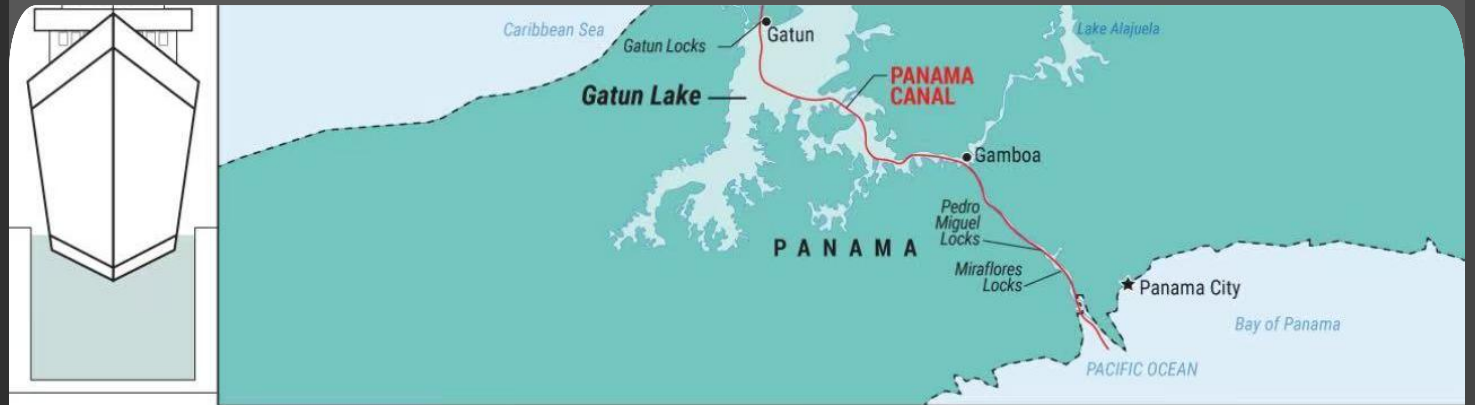 Caribbean Sea
Gatun Locks
Gatun
Lake Alajuela
Gatun Lake
PANAMA
CANAL
Gamboa
Pedro
Miguel
Locks
PANAMA
Miraflores
Locks
Panama City
Bay of Panama
PACIFIC OCEAN